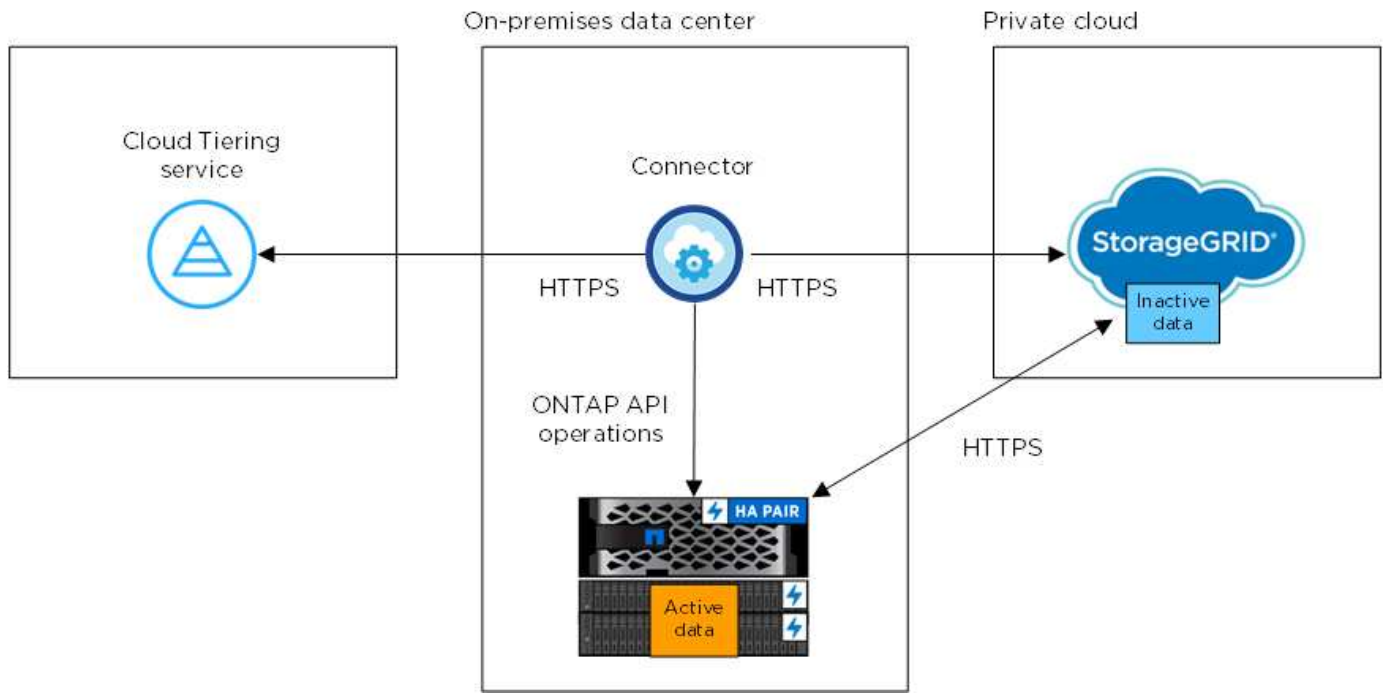 On-premises data center
Private cloud
Cloud Tiering
service
Connector
StorageGRID®
HTTPS
HTTPS
Inactive
data
ONTAP API
operations
HTTPS
HA PAIR
Active
data